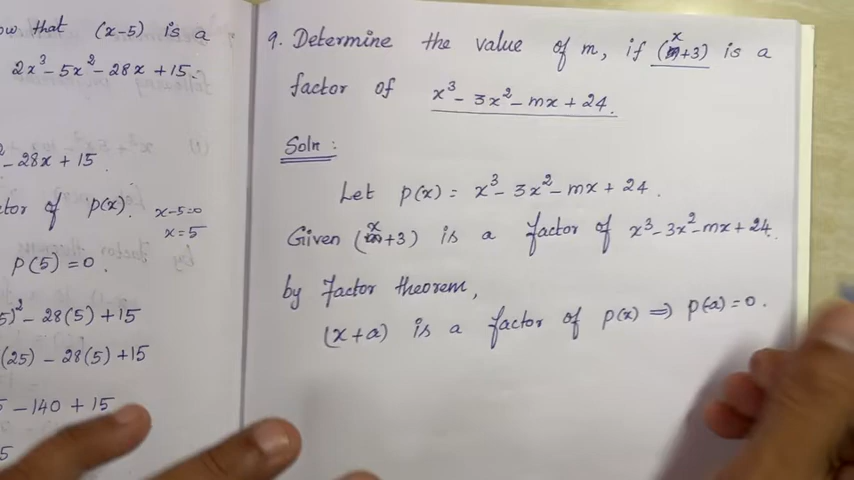 ow that (x-5) is a
2x³-5x²-28x+15.
-28x+15.
tor of p(x). x-5=0
x=5
p(5)=0.
5)²-28(5)+15
(25)-28(5)+15
-140+15
5
9. Determine the value of m, if (x+3) is a
factor of x³-3x²-mx+24.
Soln:
Let p(x) = x³-3x²-mx+24.
Given (x+3) is a factor of x³-3x²-mx+24.
by factor theorem,
(x+a) is a factor of p(x) ⟹ p(-a)=0.